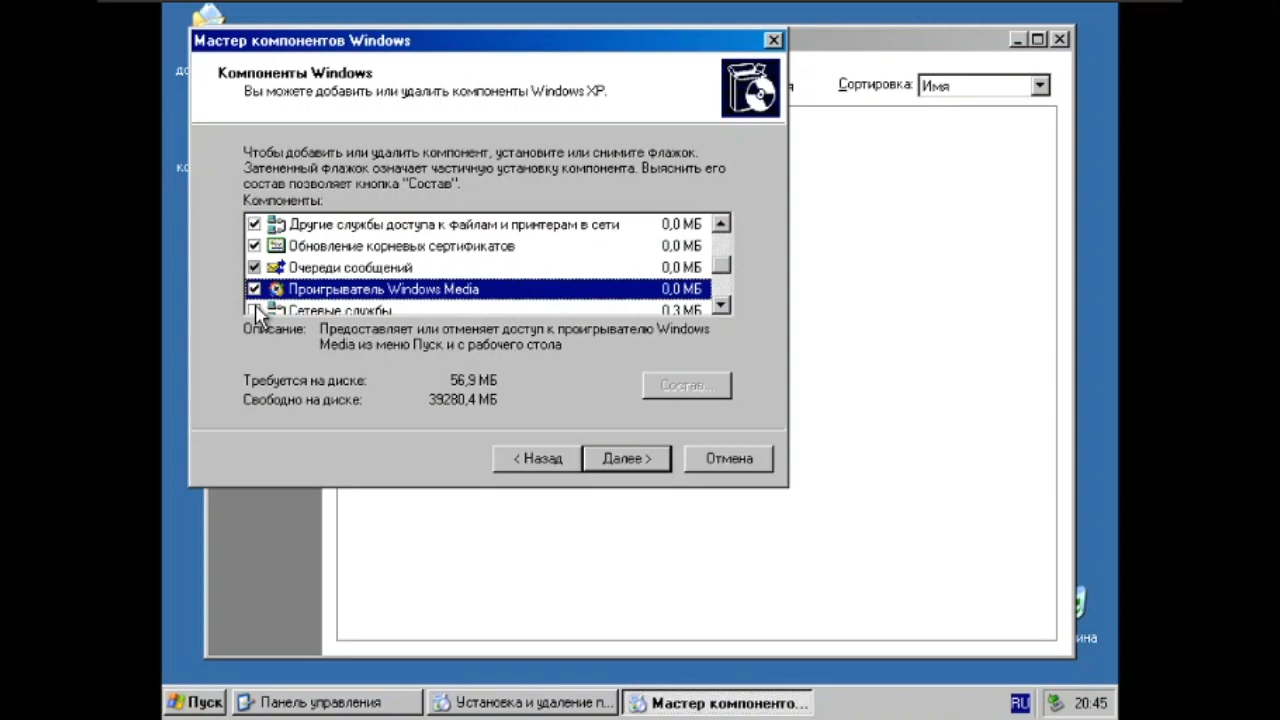 Мастер компонентов Windows
Компоненты Windows
Вы можете добавить или удалить компоненты Windows XP.
Сортировка: Имя
Чтобы добавить или удалить компонент, установите или снимите флажок.
Затененный флажок означает частичную установку компонента. Выяснить его
состав позволяет кнопка "Состав".
Компоненты:
Другие службы доступа к файлам и принтерам в сети 0,0 МБ
Обновление корневых сертификатов 0,0 МБ
Очереди сообщений 0,0 МБ
Проигрыватель Windows Media 0,0 МБ
Сетевые службы 0,3 МБ
Описание: Предоставляет или отменяет доступ к проигрывателю Windows
Media из меню Пуск и с рабочего стола
Требуется на диске: 56,9 МБ
Свободно на диске: 39280,4 МБ
Состав...
< Назад Далее > Отмена
Пуск Панель управления Установка и удаление п... Мастер компоненто... RU 20:45